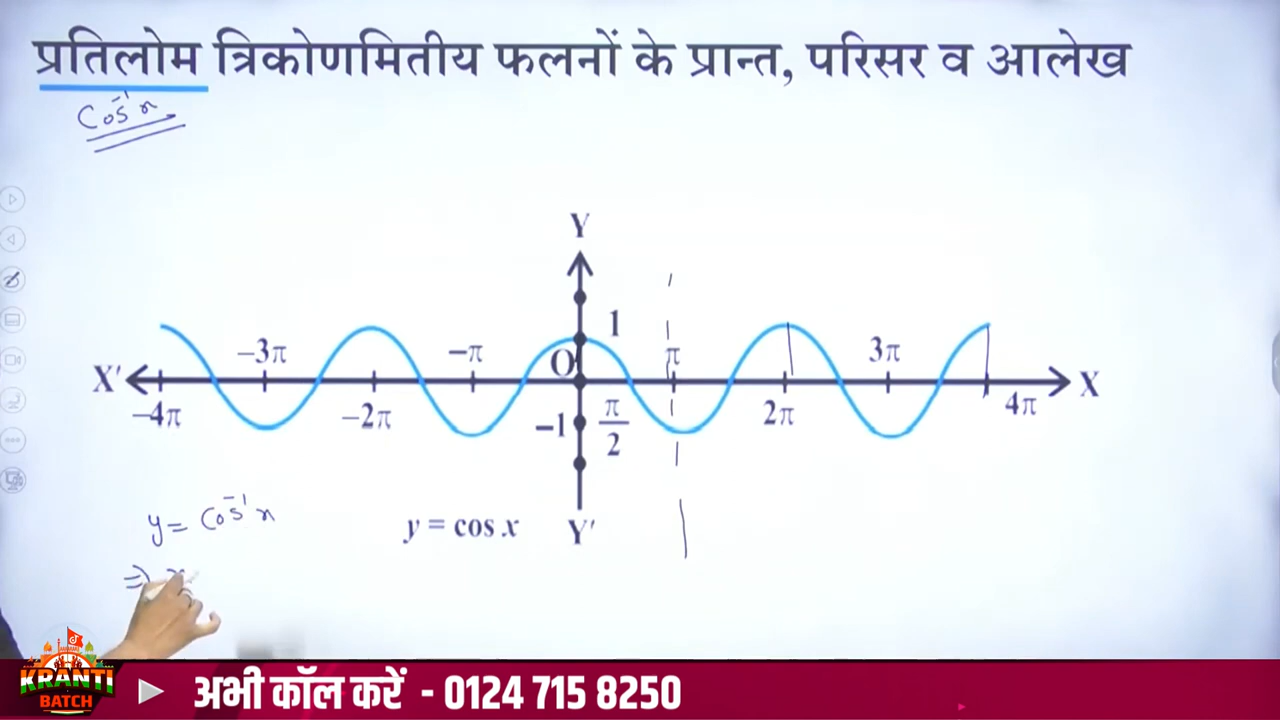 प्रतिलोम त्रिकोणमितीय फलनों के प्रान्त, परिसर व आलेख
Cos⁻¹x
Y
1
−3π
−π
O
π
3π
X'
X
−4π
−2π
−1
π/2
2π
4π
y = Cos⁻¹x
y = cos x
Y'
⇒ x
KRANTI
BATCH
अभी कॉल करें - 0124 715 8250